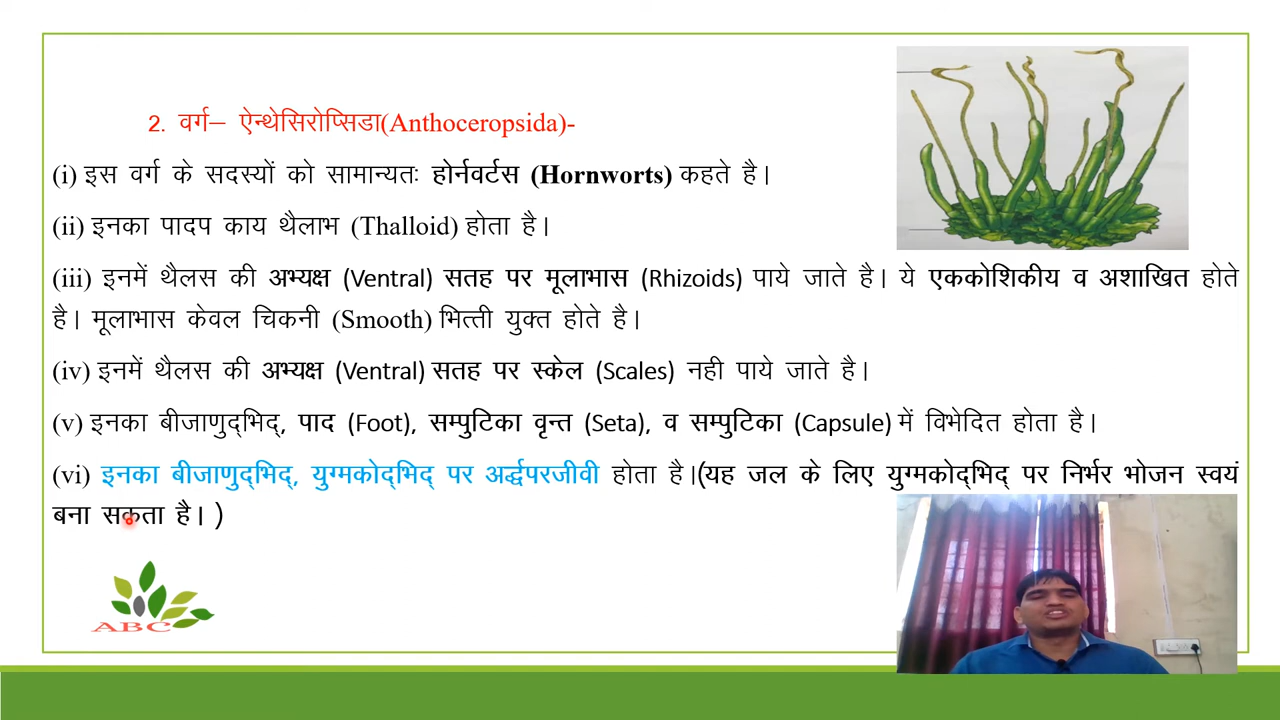 2. वर्ग– ऐन्थेसिरोप्सिडा(Anthoceropsida)-
(i) इस वर्ग के सदस्यों को सामान्यतः होर्नवर्टस (Hornworts) कहते है।
(ii) इनका पादप काय थैलाभ (Thalloid) होता है।
(iii) इनमें थैलस की अभ्यक्ष (Ventral) सतह पर मूलाभास (Rhizoids) पाये जाते है। ये एककोशिकीय व अशाखित होते
है। मूलाभास केवल चिकनी (Smooth) भित्ती युक्त होते है।
(iv) इनमें थैलस की अभ्यक्ष (Ventral) सतह पर स्केल (Scales) नही पाये जाते है।
(v) इनका बीजाणुद्‌भिद्, पाद (Foot), सम्पुटिका वृन्त (Seta), व सम्पुटिका (Capsule) में विभेदित होता है।
(vi) इनका बीजाणुद्‌भिद्, युग्मकोद्‌भिद् पर अर्द्धपरजीवी होता है।(यह जल के लिए युग्मकोद्‌भिद् पर निर्भर भोजन स्वयं
बना सकता है। )
ABC